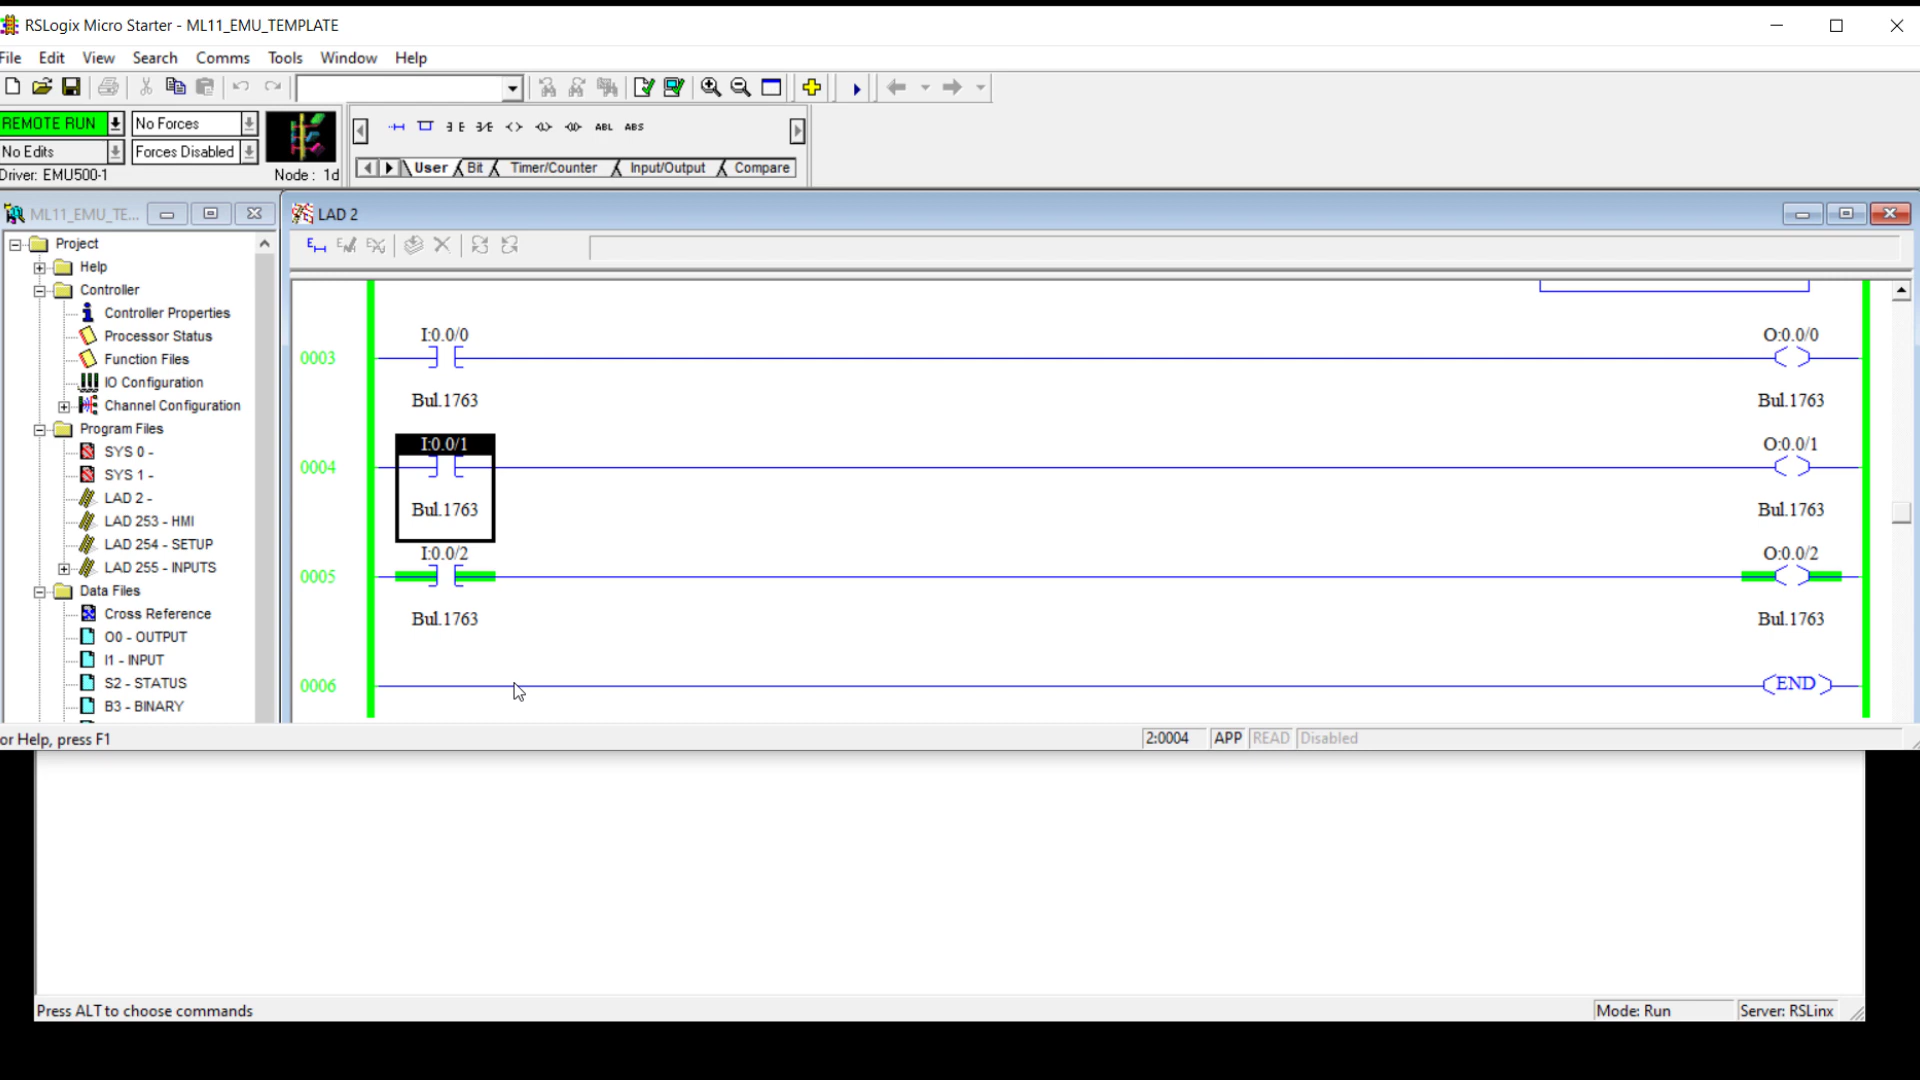 RSLogix Micro Starter - ML11_EMU_TEMPLATE
File Edit View Search Comms Tools Window Help
REMOTE RUN No Forces
No Edits Forces Disabled
Driver: EMU500-1 Node : 1d
ABL ABS
User Bit Timer/Counter Input/Output Compare
ML11_EMU_TE...
LAD 2
Project
Help
Controller
Controller Properties
Processor Status
Function Files
IO Configuration
Channel Configuration
Program Files
SYS 0 -
SYS 1 -
LAD 2 -
LAD 253 - HMI
LAD 254 - SETUP
LAD 255 - INPUTS
Data Files
Cross Reference
O0 - OUTPUT
I1 - INPUT
S2 - STATUS
B3 - BINARY
I:0.0/0 O:0.0/0
0003
Bul.1763 Bul.1763
I:0.0/1 O:0.0/1
0004
Bul.1763 Bul.1763
I:0.0/2 O:0.0/2
0005
Bul.1763 Bul.1763
0006 END
or Help, press F1 2:0004 APP READ Disabled
Press ALT to choose commands Mode: Run Server: RSLinx